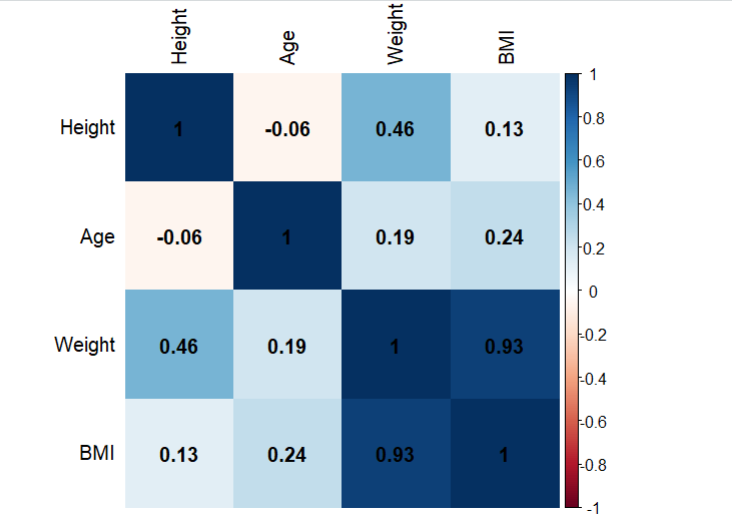 Height Age Weight BMI
Height 1 -0.06 0.46 0.13
Age -0.06 1 0.19 0.24
Weight 0.46 0.19 1 0.93
BMI 0.13 0.24 0.93 1
1
0.8
0.6
0.4
0.2
0
-0.2
-0.4
-0.6
-0.8
-1